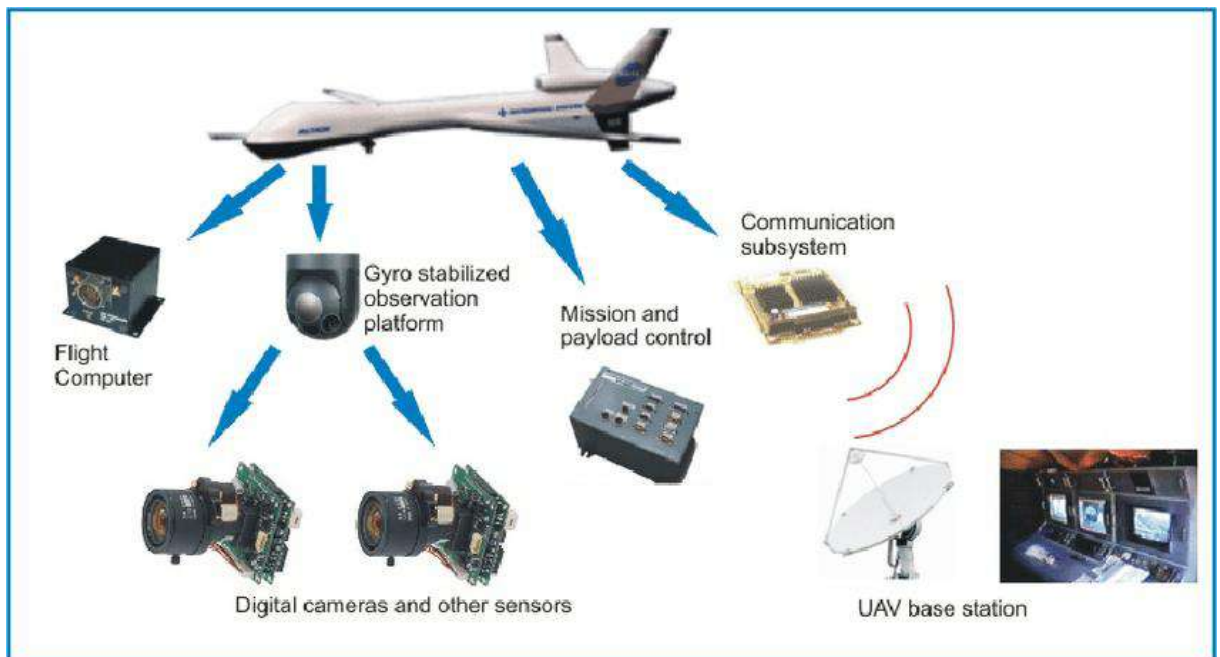 Communication
subsystem
Gyro stabilized
observation
platform
Mission and
payload control
Flight
Computer
Digital cameras and other sensors
UAV base station